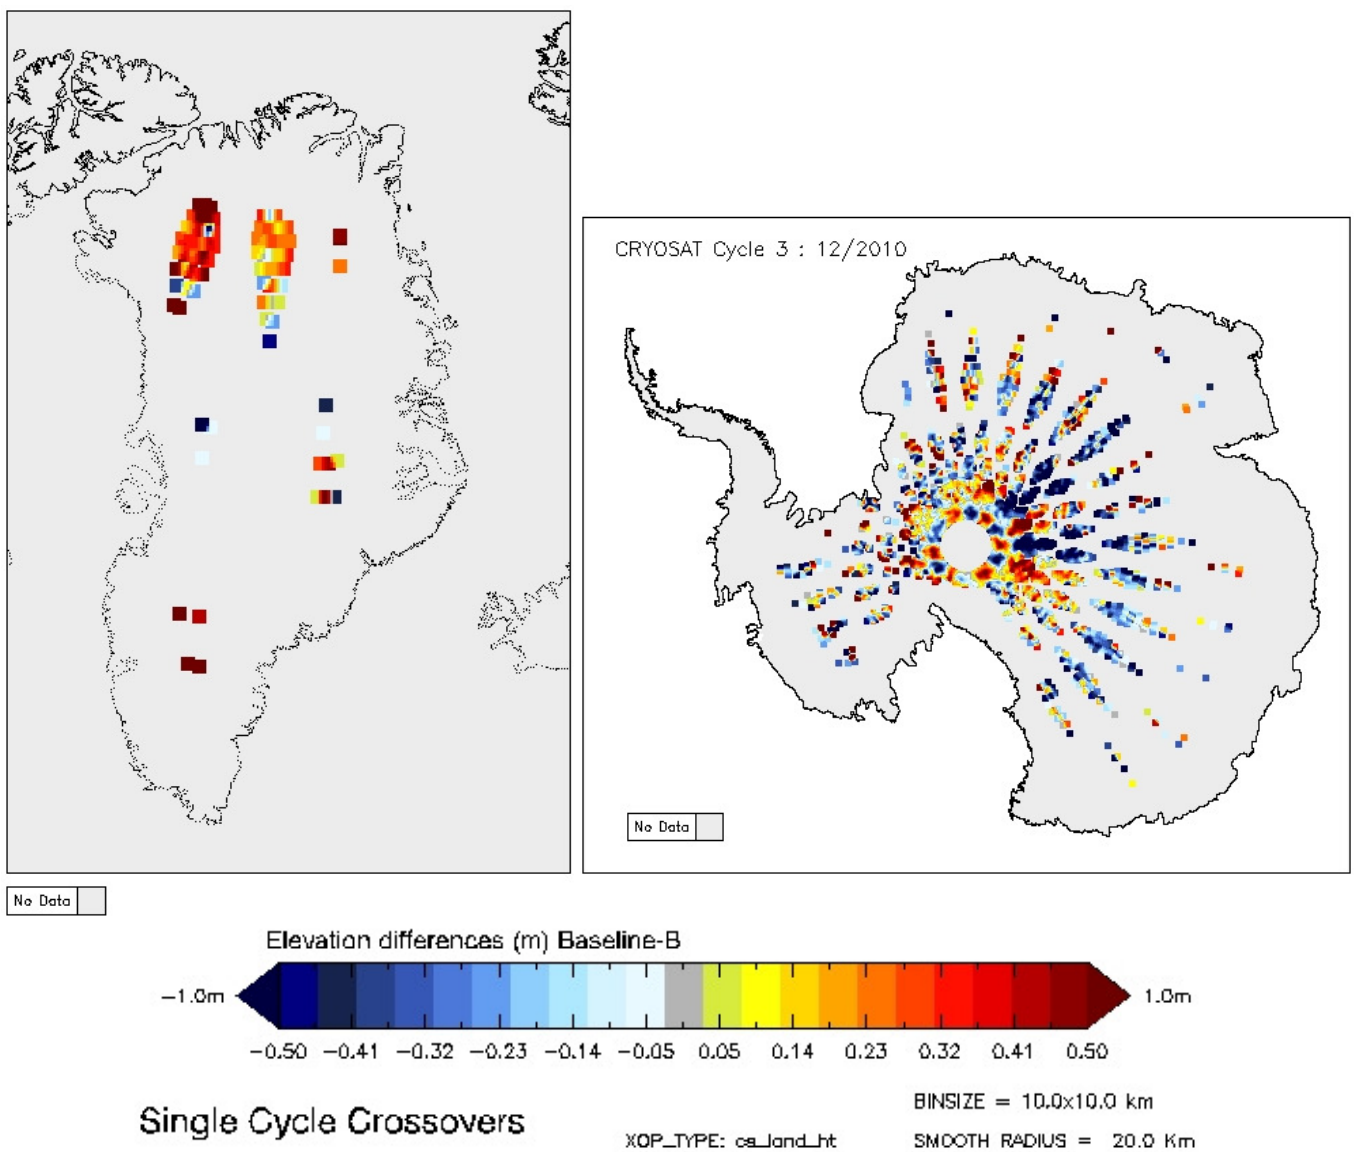 CRYOSAT Cycle 3 : 12/2010
No Data
No Data
Elevation differences (m) Baseline-B
−1.0m
1.0m
−0.50 −0.41 −0.32 −0.23 −0.14 −0.05 0.05 0.14 0.23 0.32 0.41 0.50
Single Cycle Crossovers
BINSIZE = 10.0x10.0 km
XOP_TYPE: cs_land_ht
SMOOTH RADIUS = 20.0 Km